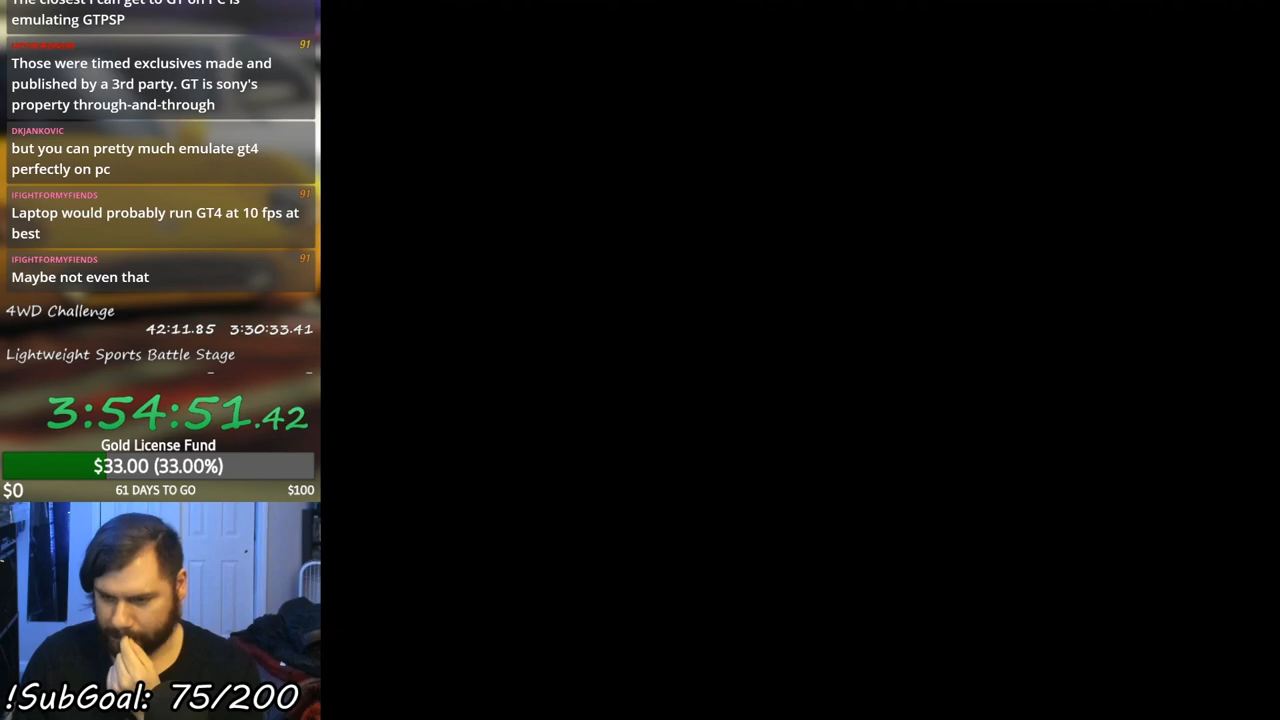 emulating GTPSP
91
Those were timed exclusives made and
published by a 3rd party. GT is sony's
property through-and-through
DKJANKOVIC
but you can pretty much emulate gt4
perfectly on pc
IFIGHTFORMYFIENDS 91
Laptop would probably run GT4 at 10 fps at
best
IFIGHTFORMYFIENDS 91
Maybe not even that
4WD Challenge
42:11.85 3:30:33.41
Lightweight Sports Battle Stage
– –
3:54:51.42
Gold License Fund
$33.00 (33.00%)
$0 61 DAYS TO GO $100
!SubGoal: 75/200